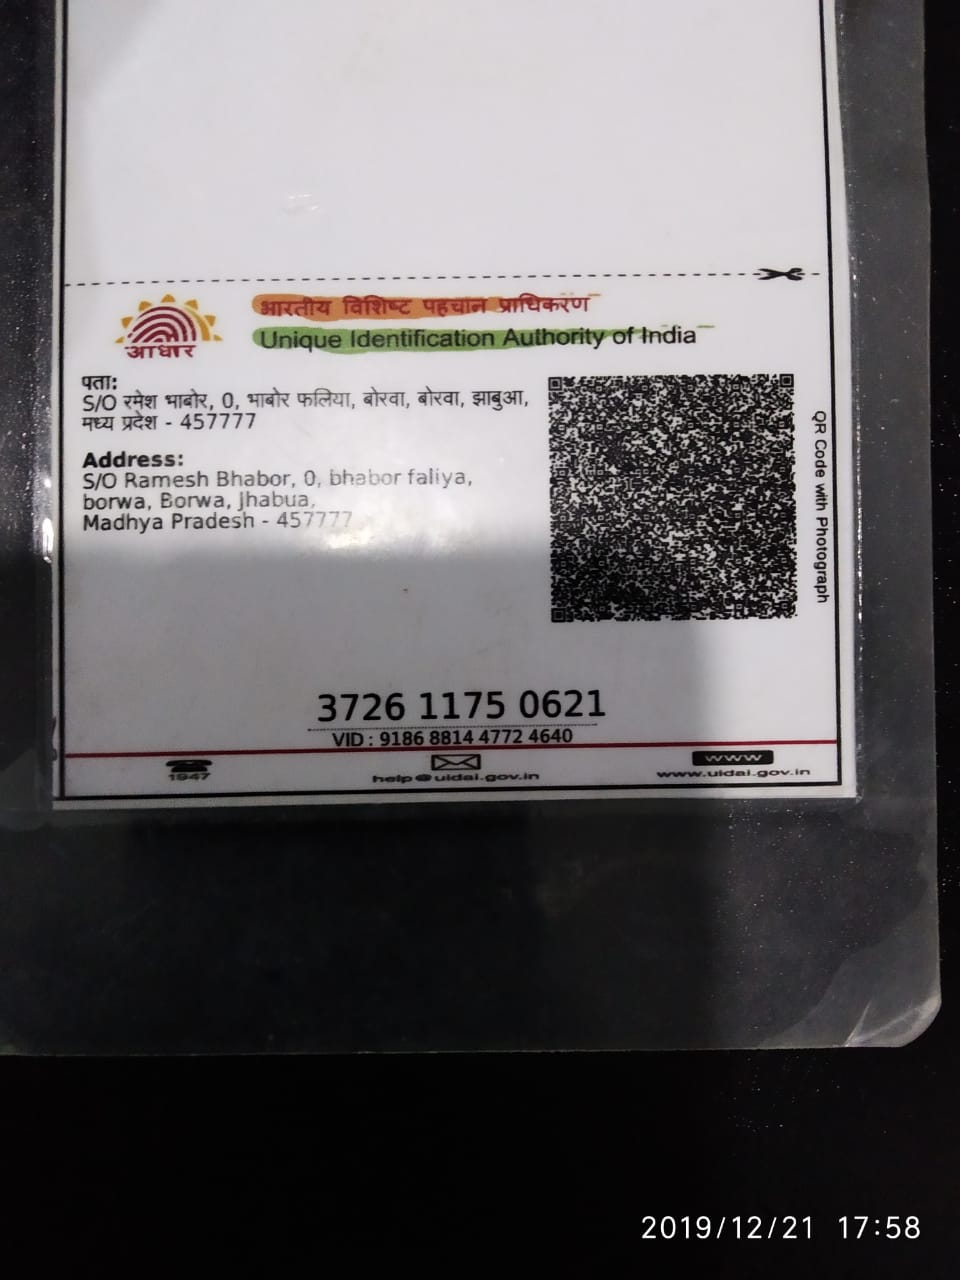 भारतीय विशिष्ट पहचान प्राधिकरण
Unique Identification Authority of India
आधार
पता:
S/O रमेश भाबोर, 0, भाबोर फलिया, बोरवा, बोरवा, झाबुआ,
मध्य प्रदेश - 457777
Address:
S/O Ramesh Bhabor, 0, bhabor faliya,
borwa, Borwa, Jhabua,
Madhya Pradesh - 457777
QR Code with Photograph
3726 1175 0621
VID : 9186 8814 4772 4640
1947
help@uidai.gov.in
www
www.uidai.gov.in
2019/12/21 17:58